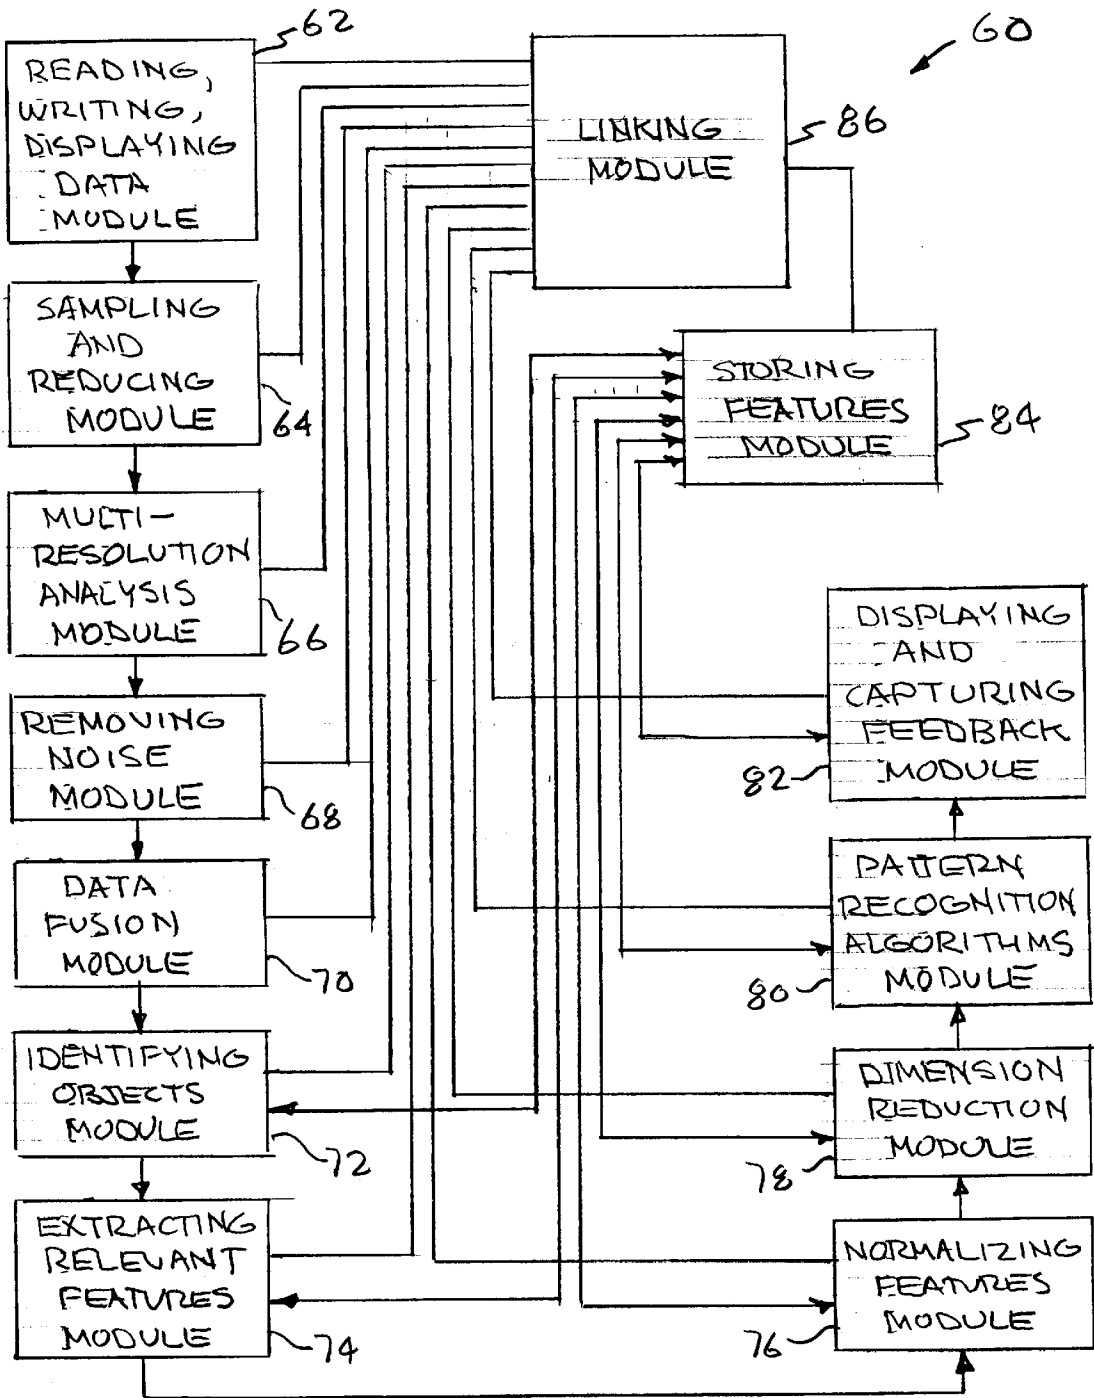 62
READING,
WRITING,
DISPLAYING
DATA
MODULE
SAMPLING
AND
REDUCING
MODULE
64
MULTI-
RESOLUTION
ANALYSIS
MODULE
66
REMOVING
NOISE
MODULE
68
DATA
FUSION
MODULE
70
IDENTIFYING
OBJECTS
MODULE
72
EXTRACTING
RELEVANT
FEATURES
MODULE
74
LINKING
MODULE
86
60
STORING
FEATURES
MODULE
84
DISPLAYING
AND
CAPTURING
FEEDBACK
MODULE
82
PATTERN
RECOGNITION
ALGORITHMS
MODULE
80
DIMENSION
REDUCTION
MODULE
78
NORMALIZING
FEATURES
MODULE
76